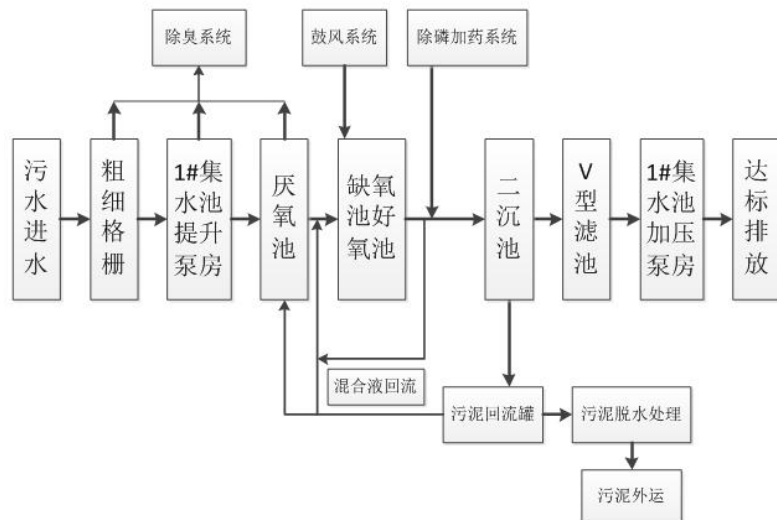 除臭系统
鼓风系统
除磷加药系统
污水进水
粗细格栅
1#集
水池
提升
泵房
厌氧池
缺氧
池好
氧池
二沉池
V型滤池
1#集
水池
加压
泵房
达标排放
混合液回流
污泥回流罐
污泥脱水处理
污泥外运